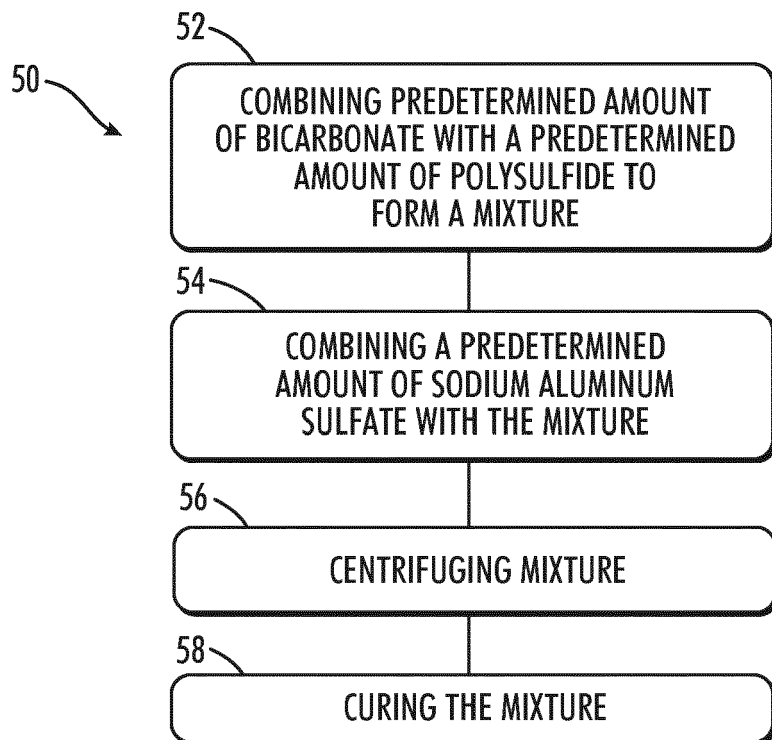 50
52
COMBINING PREDETERMINED AMOUNT
OF BICARBONATE WITH A PREDETERMINED
AMOUNT OF POLYSULFIDE TO
FORM A MIXTURE
54
COMBINING A PREDETERMINED
AMOUNT OF SODIUM ALUMINUM
SULFATE WITH THE MIXTURE
56
CENTRIFUGING MIXTURE
58
CURING THE MIXTURE